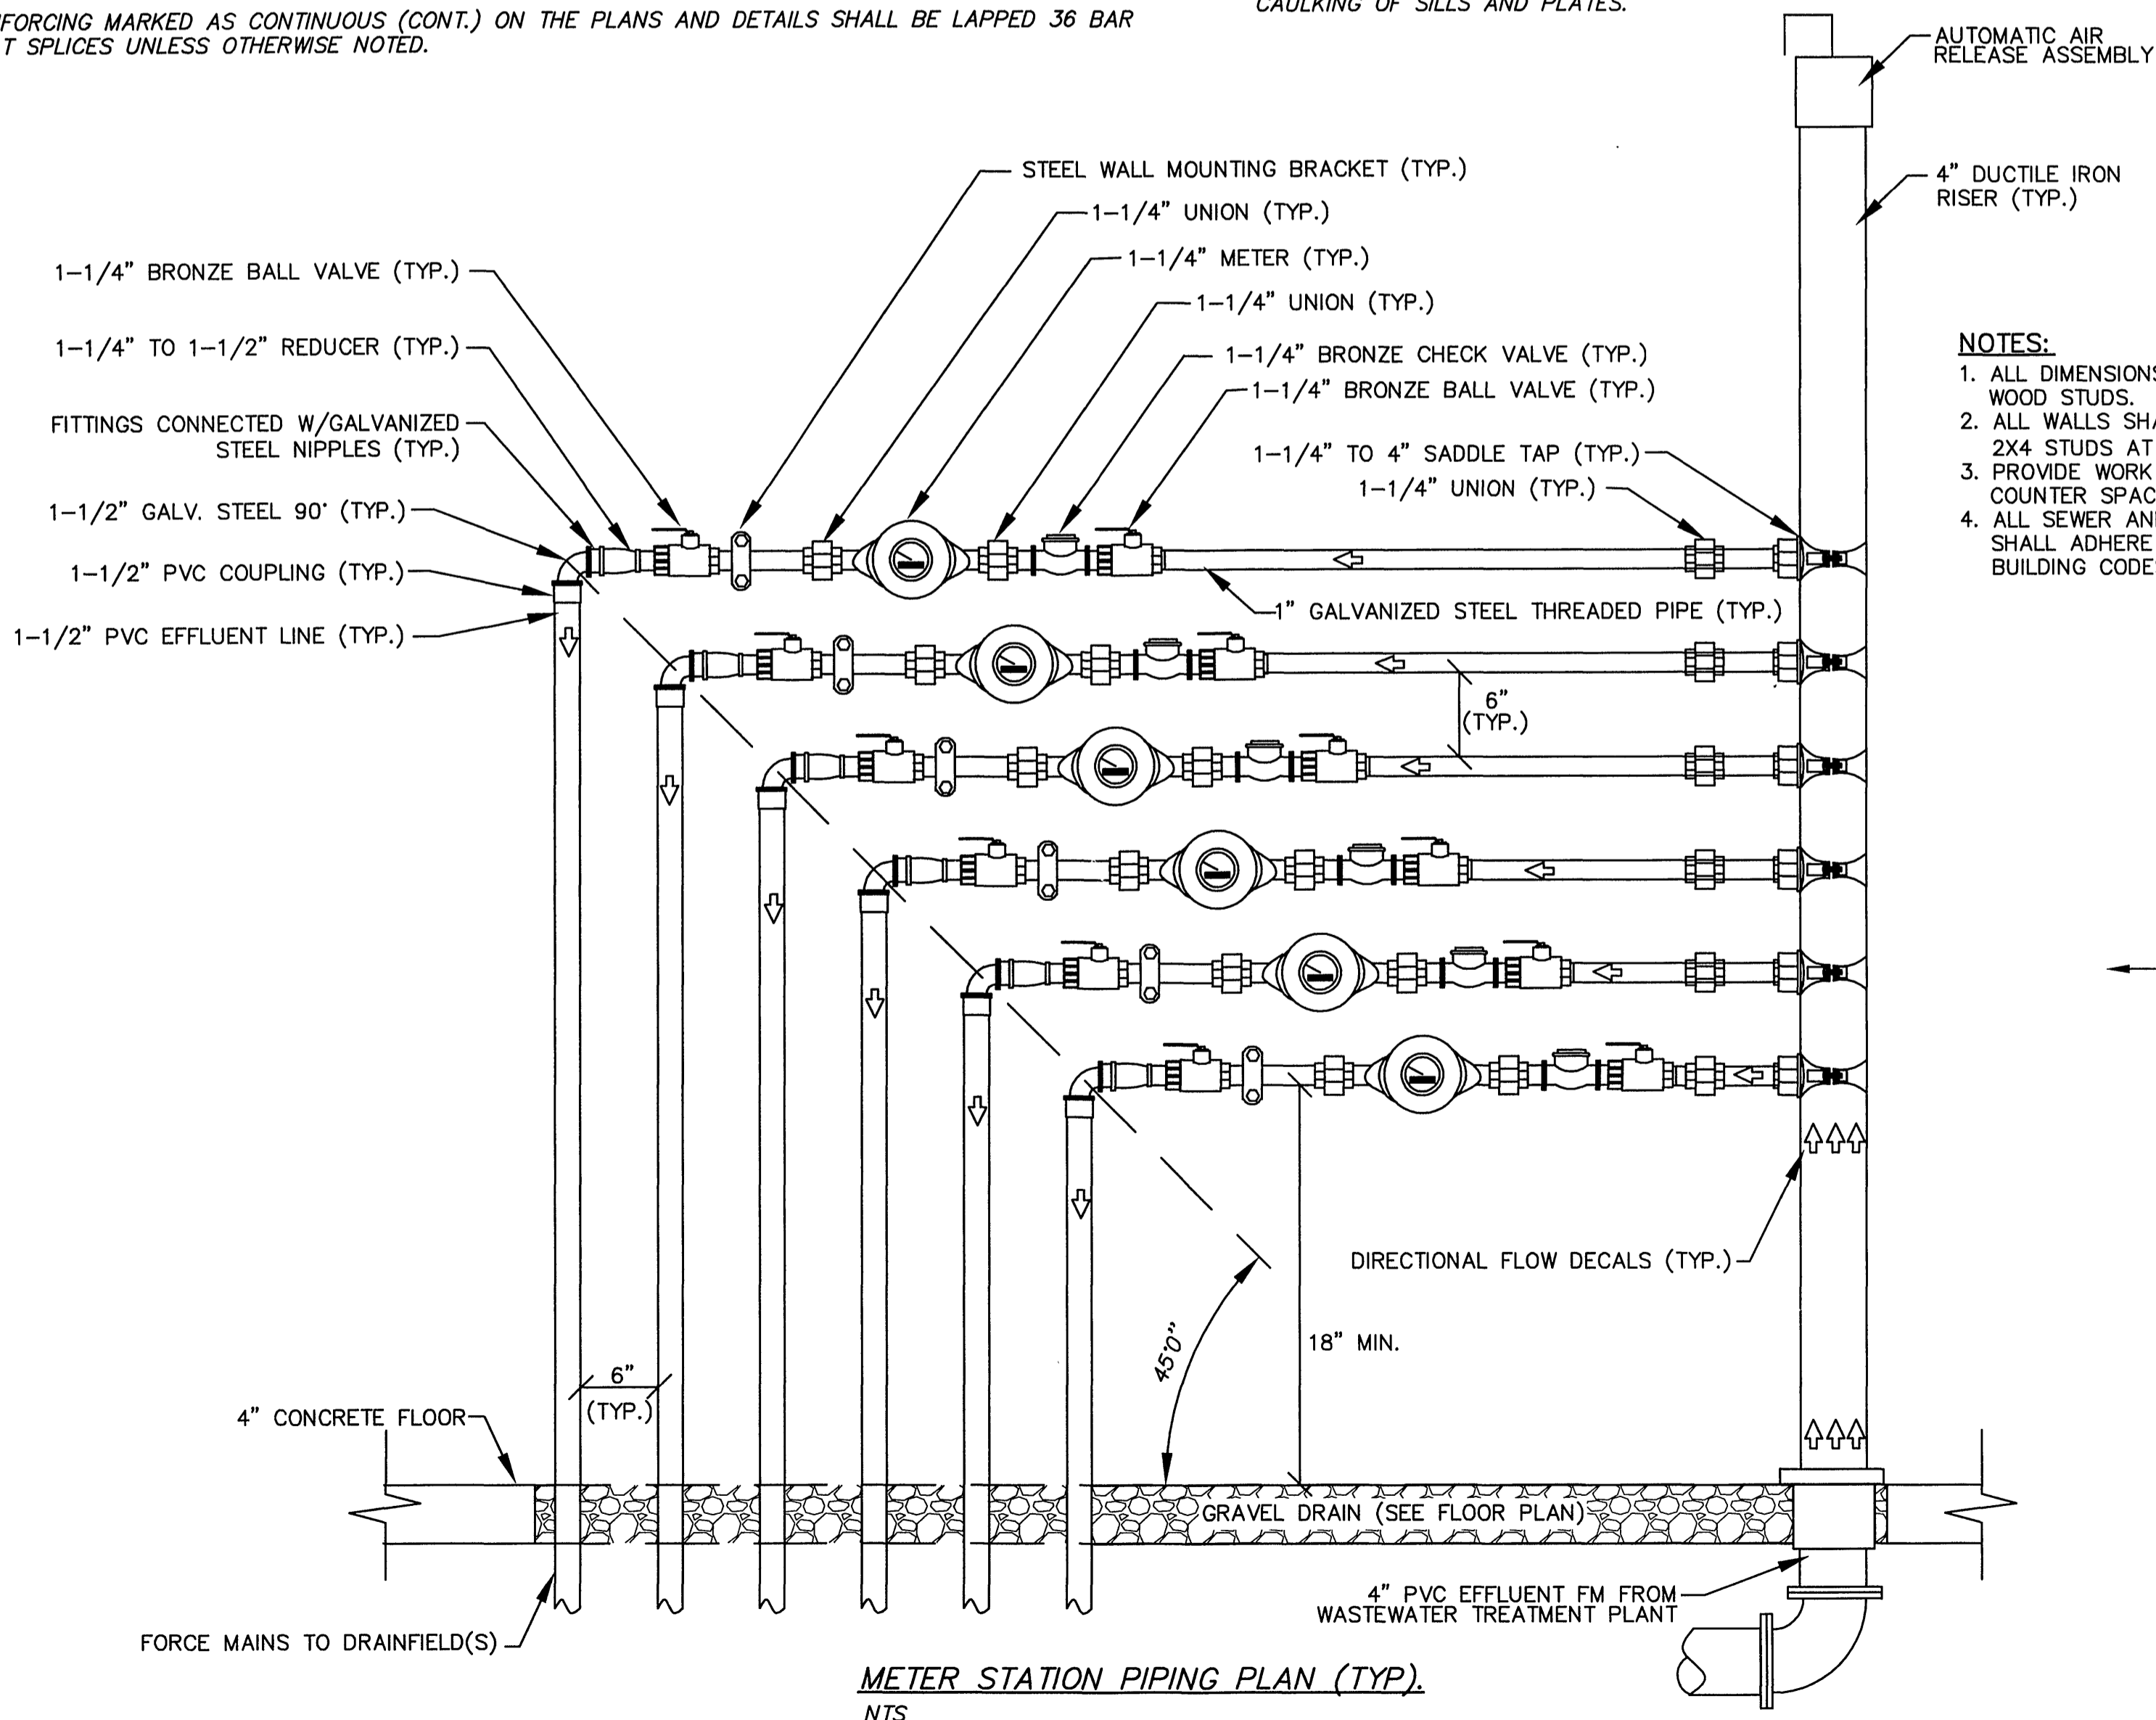 FORCING MARKED AS CONTINUOUS (CONT.) ON THE PLANS AND DETAILS SHALL BE LAPPED 36 BAR
T SPLICES UNLESS OTHERWISE NOTED.
CAULKING OF SILLS AND PLATES.
AUTOMATIC AIR
RELEASE ASSEMBLY
4" DUCTILE IRON
RISER (TYP.)
STEEL WALL MOUNTING BRACKET (TYP.)
1-1/4" UNION (TYP.)
1-1/4" METER (TYP.)
1-1/4" UNION (TYP.)
1-1/4" BRONZE CHECK VALVE (TYP.)
1-1/4" BRONZE BALL VALVE (TYP.)
1-1/4" TO 4" SADDLE TAP (TYP.)
1-1/4" UNION (TYP.)
1-1/4" BRONZE BALL VALVE (TYP.)
1-1/4" TO 1-1/2" REDUCER (TYP.)
FITTINGS CONNECTED W/GALVANIZED
STEEL NIPPLES (TYP.)
1-1/2" GALV. STEEL 90° (TYP.)
1-1/2" PVC COUPLING (TYP.)
1-1/2" PVC EFFLUENT LINE (TYP.)
NOTES:
1. ALL DIMENSIONS
WOOD STUDS.
2. ALL WALLS SHA
2X4 STUDS AT
3. PROVIDE WORK
COUNTER SPAC
4. ALL SEWER AN
SHALL ADHERE
BUILDING CODE
1" GALVANIZED STEEL THREADED PIPE (TYP.)
6"
(TYP.)
DIRECTIONAL FLOW DECALS (TYP.)
18" MIN.
45°0"
6"
(TYP.)
4" CONCRETE FLOOR
GRAVEL DRAIN (SEE FLOOR PLAN)
4" PVC EFFLUENT FM FROM
WASTEWATER TREATMENT PLANT
FORCE MAINS TO DRAINFIELD(S)
METER STATION PIPING PLAN (TYP).
NTS